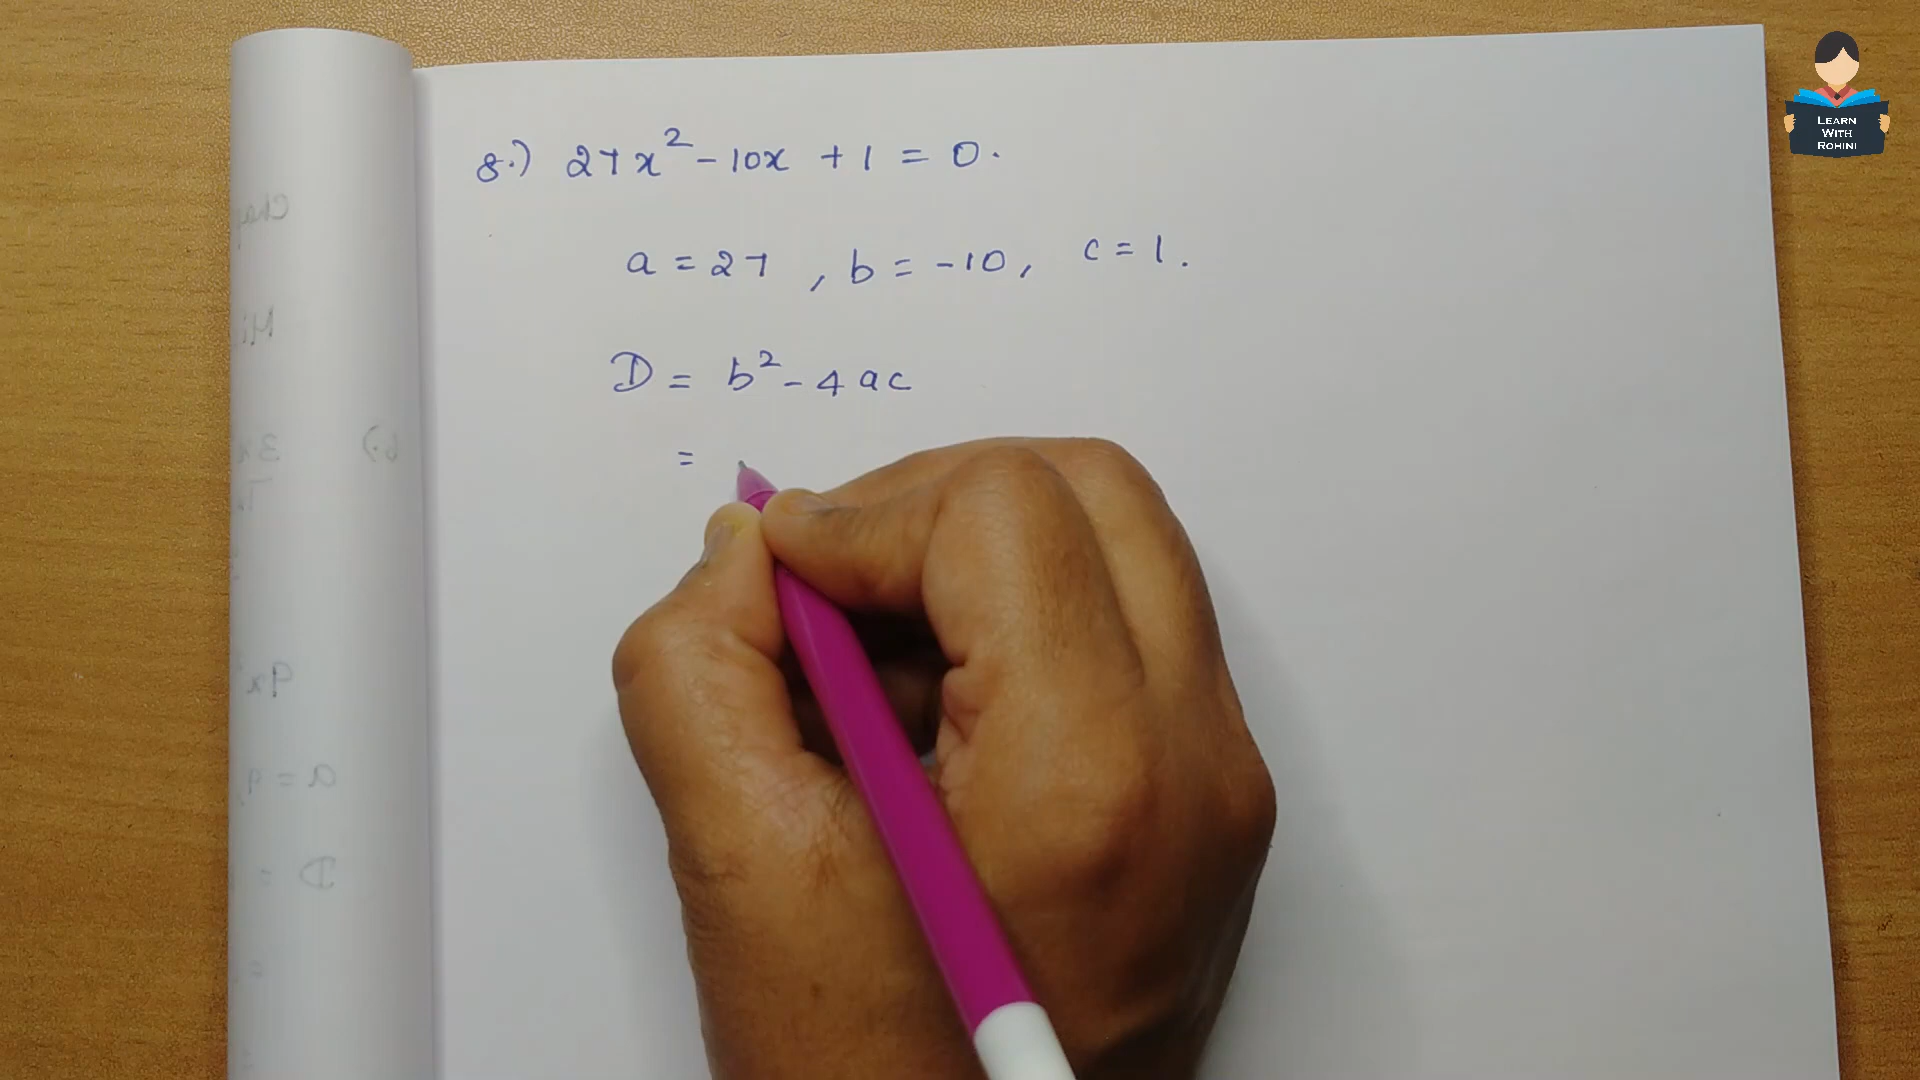 8.) 27x² - 10x + 1 = 0.
a = 27 , b = -10, c = 1.
D = b² - 4ac
=
LEARN
WITH
ROHINI